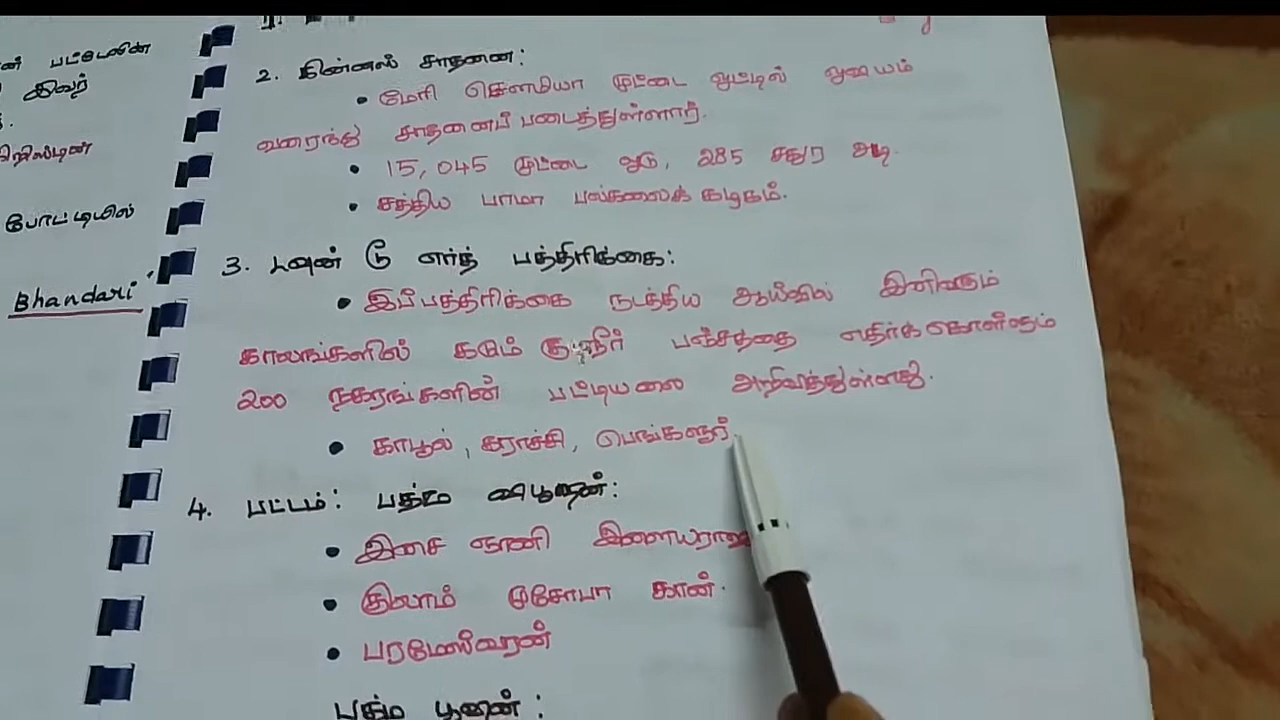 பட்டேலின்
இவர்
போட்டியில்
Bhandari
2. கின்னஸ் சாதனை:
• மேரி சௌமியா முட்டை ஓட்டில் ஓவியம்
வரைந்து சாதனைப் படைத்துள்ளார்.
• 15,045 முட்டை ஓடு, 285 சதுர அடி.
• சத்திய பாமா பல்கலைக் கழகம்.
3. டவுன் டூ எர்த் பத்திரிக்கை:
• இப்பத்திரிக்கை நடத்திய ஆய்வில் இனிவரும்
காலங்களில் கடும் குடிநீர் பஞ்சத்தை எதிர்க்கொள்ளும்
200 நகரங்களின் பட்டியலை அறிவித்துள்ளது.
• காபூல், கராச்சி, பெங்களூர்
4. பட்டம்: பத்ம விபூஷன்:
• இசை ஞானி இளையராஜா
• குலாம் முசோபா கான்.
• பரமேஸ்வரன்
பத்ம பூஷன்: